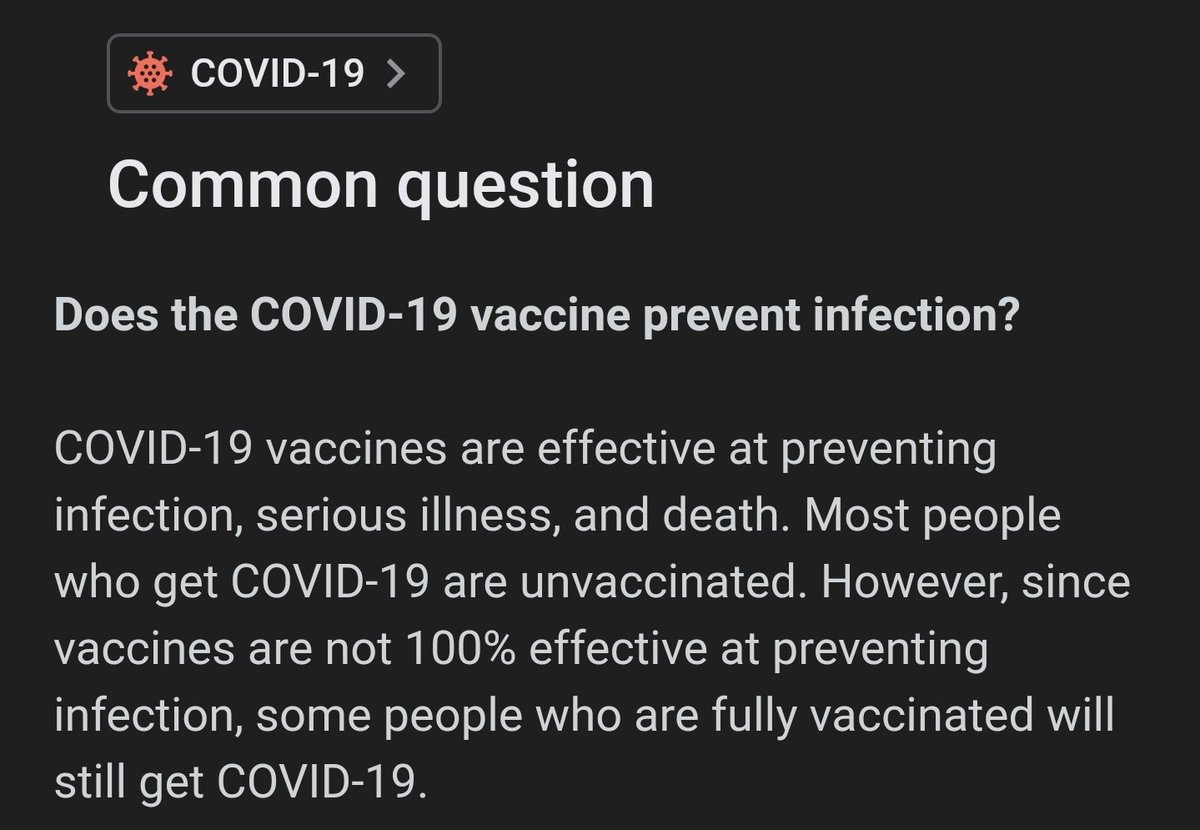 COVID-19
Common question
Does the COVID-19 vaccine prevent infection?
COVID-19 vaccines are effective at preventing
infection, serious illness, and death. Most people
who get COVID-19 are unvaccinated. However, since
vaccines are not 100% effective at preventing
infection, some people who are fully vaccinated will
still get COVID-19.